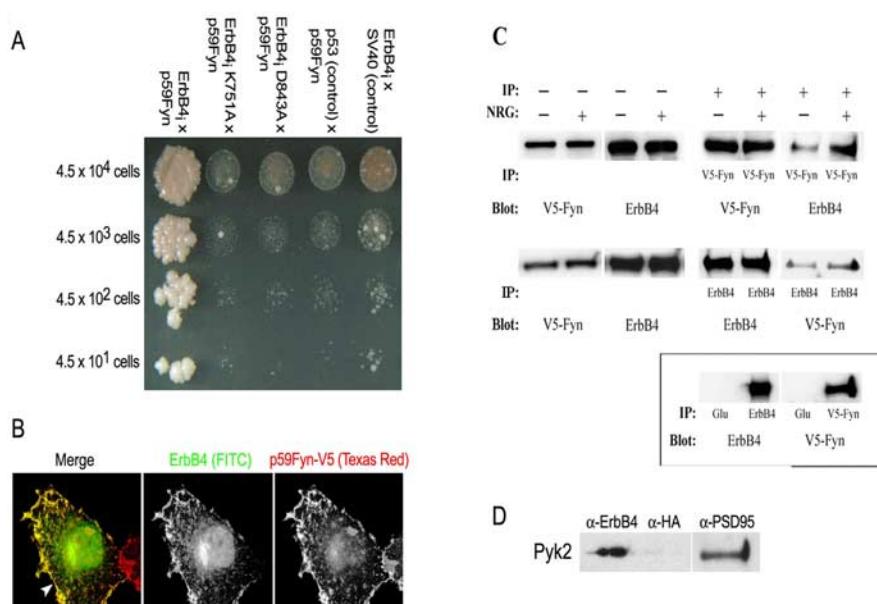 A
ErbB4i x
p59Fyn
ErbB4i K751A x
p59Fyn
ErbB4i D843A x
p59Fyn
p53 (control) x
p59Fyn
ErbB4i x
SV40 (control)
4.5 x 10⁴ cells
4.5 x 10³ cells
4.5 x 10² cells
4.5 x 10¹ cells
B
Merge ErbB4 (FITC) p59Fyn-V5 (Texas Red)
C
IP: – – – – + + + +
NRG: – + – + – + – +
IP: V5-Fyn V5-Fyn V5-Fyn V5-Fyn
Blot: V5-Fyn ErbB4 V5-Fyn ErbB4
IP: ErbB4 ErbB4 ErbB4 ErbB4
Blot: V5-Fyn ErbB4 ErbB4 V5-Fyn
IP: Glu ErbB4 Glu V5-Fyn
Blot: ErbB4 V5-Fyn
D
α-ErbB4 α-HA α-PSD95
Pyk2